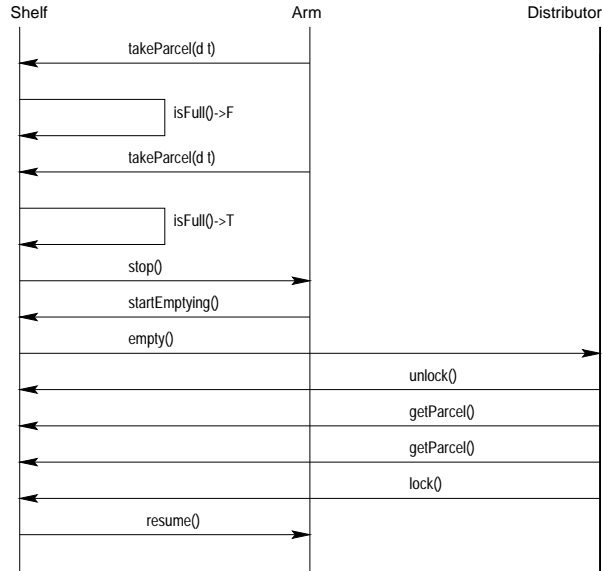 Shelf Arm Distributor
takeParcel(d t)
isFull()->F
takeParcel(d t)
isFull()->T
stop()
startEmptying()
empty()
unlock()
getParcel()
getParcel()
lock()
resume()